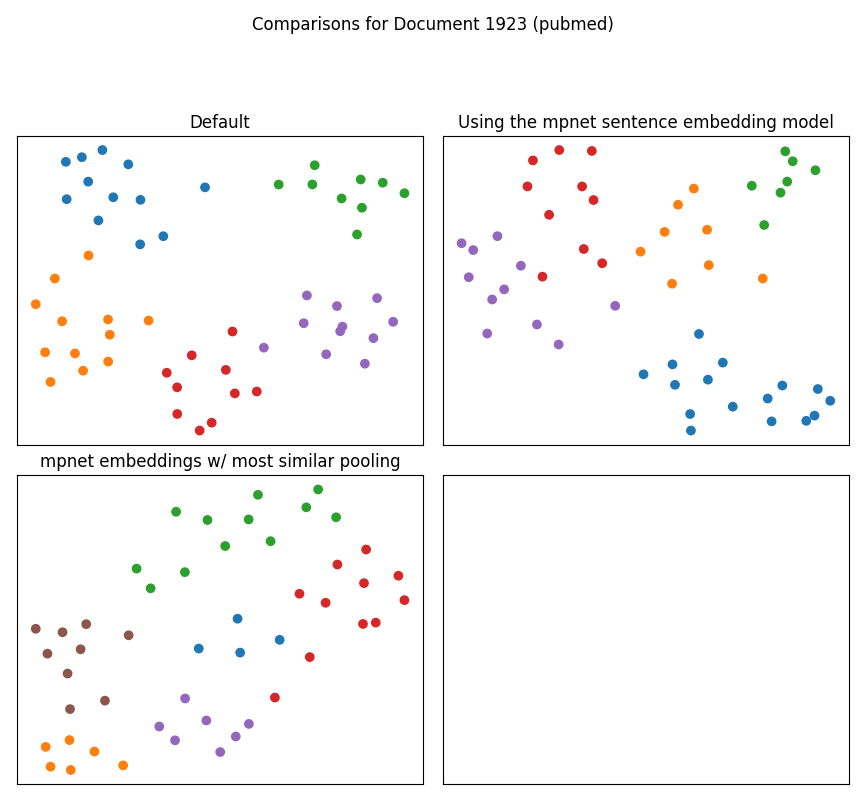 Comparisons for Document 1923 (pubmed)
Default
Using the mpnet sentence embedding model
mpnet embeddings w/ most similar pooling